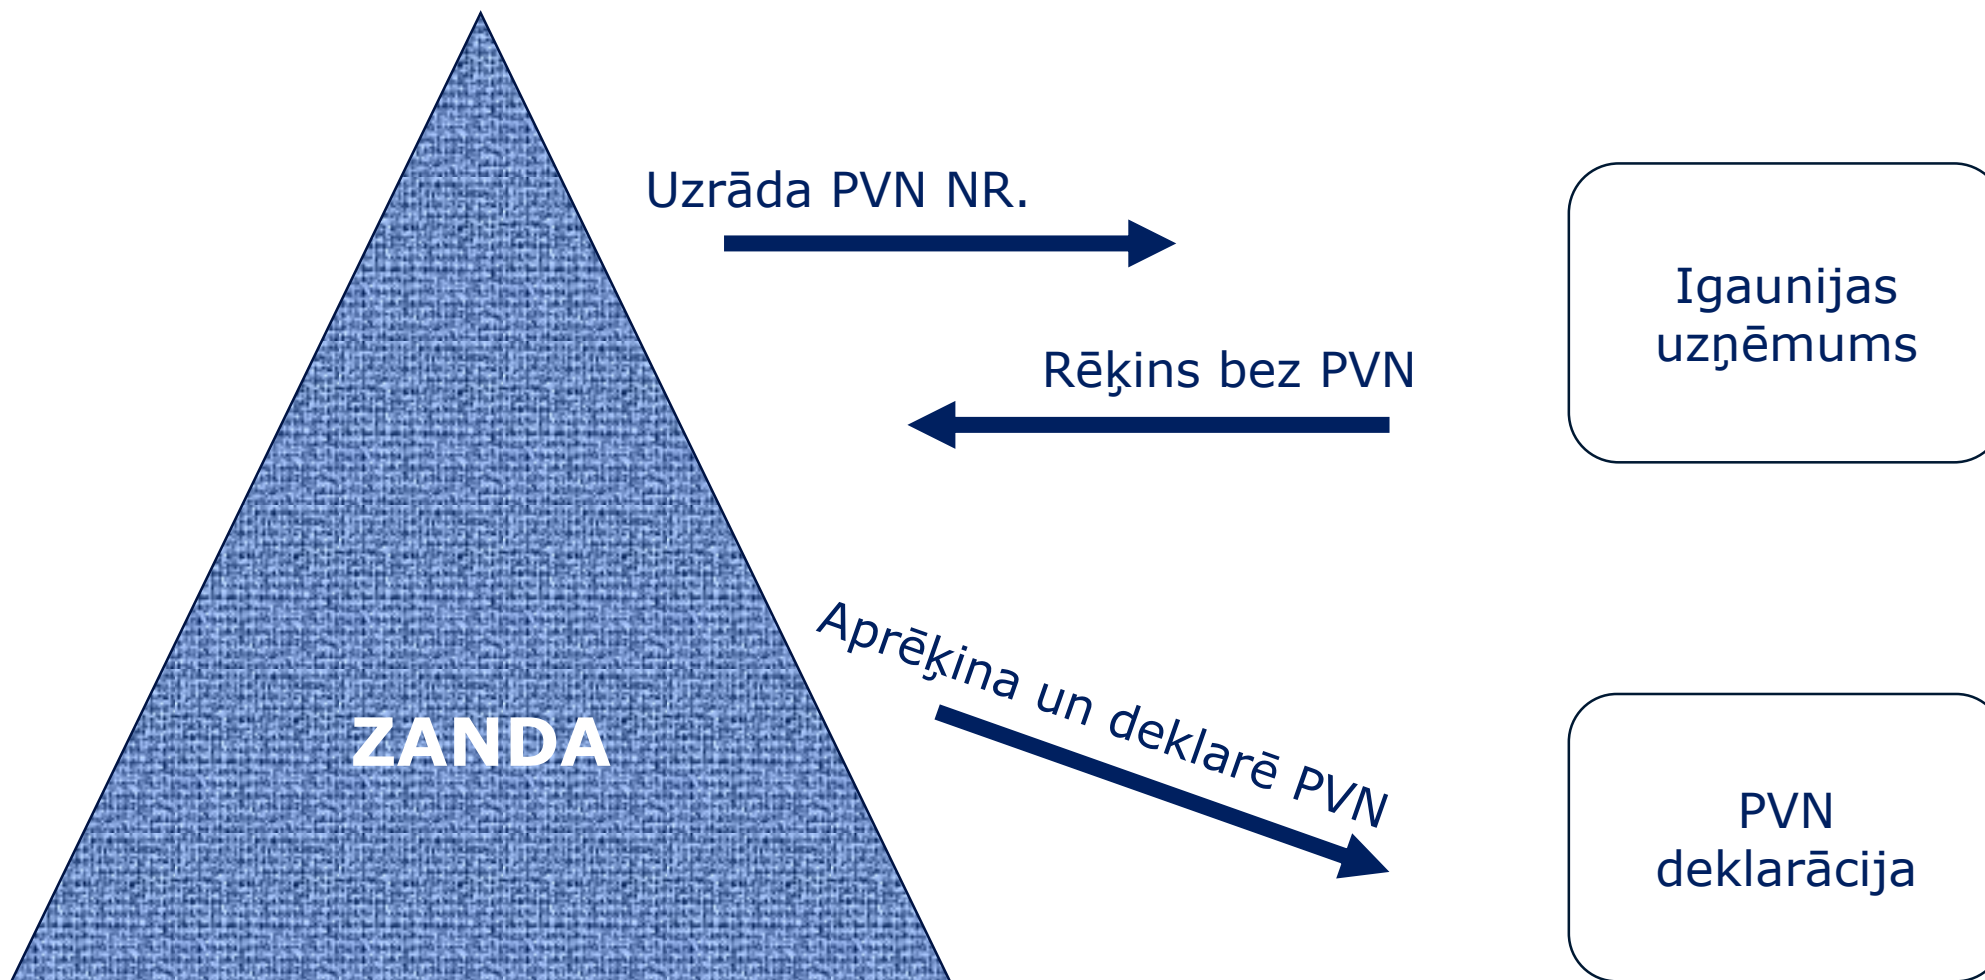 Uzrāda PVN NR.
Igaunijas
uzņēmums
Rēķins bez PVN
Aprēķina un deklarē PVN
ZANDA
PVN
deklarācija